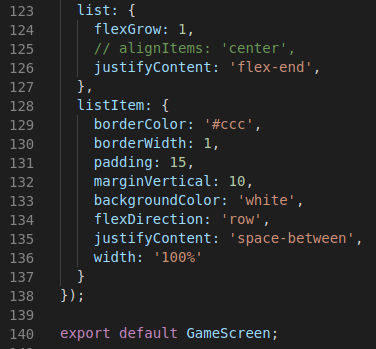 123 list: {
124 flexGrow: 1,
125 // alignItems: 'center',
126 justifyContent: 'flex-end',
127 },
128 listItem: {
129 borderColor: '#ccc',
130 borderWidth: 1,
131 padding: 15,
132 marginVertical: 10,
133 backgroundColor: 'white',
134 flexDirection: 'row',
135 justifyContent: 'space-between',
136 width: '100%'
137 }
138 });
139
140 export default GameScreen;